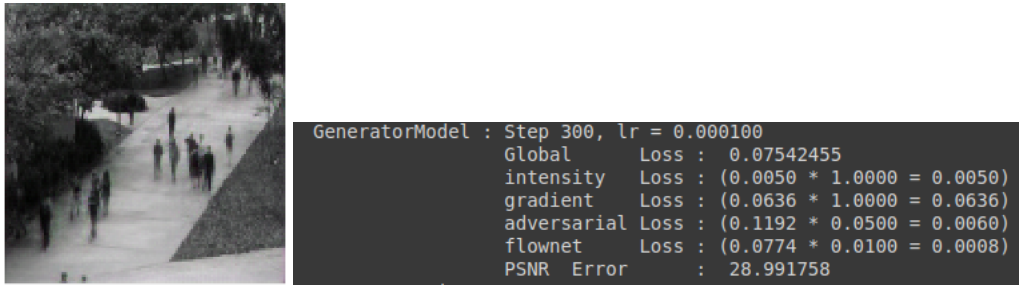 GeneratorModel : Step 300, lr = 0.000100
Global Loss : 0.07542455
intensity Loss : (0.0050 * 1.0000 = 0.0050)
gradient Loss : (0.0636 * 1.0000 = 0.0636)
adversarial Loss : (0.1192 * 0.0500 = 0.0060)
flownet Loss : (0.0774 * 0.0100 = 0.0008)
PSNR Error : 28.991758